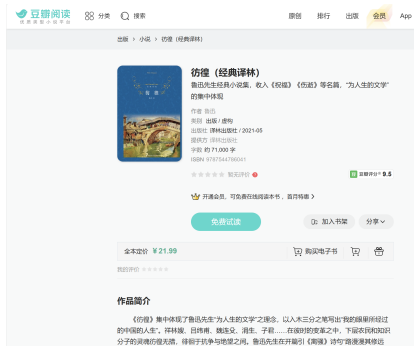 豆瓣阅读
分类
搜索
原创
排行
出版
会员
App
出版 > 小说 > 彷徨（经典译林）
彷徨（经典译林）
鲁迅先生经典小说集，收入《祝福》《伤逝》等名篇，“为人生的文学”
的集中体现
作者 鲁迅
类别 出版 / 虚构
出版社 译林出版社 / 2021-05
提供方 译林出版社
字数 约 71,000 字
ISBN 9787544786041
暂无评价
豆瓣评分 9.5
开通会员，可免费在线阅读本书，首月特惠 >
免费试读
加入书架
分享
全本定价 ￥21.99
购买电子书
我的评价
作品简介
《彷徨》集中体现了鲁迅先生“为人生的文学”之理念，以入木三分之笔写出“我的眼里所经过
的中国的人生”。祥林嫂、吕纬甫、魏连殳、涓生、子君……在彼时的变革之中，下层农民和知识
分子的灵魂彷徨无措，徘徊于抗争与绝望之间。鲁迅先生在开篇引《离骚》诗句“路漫漫其修远